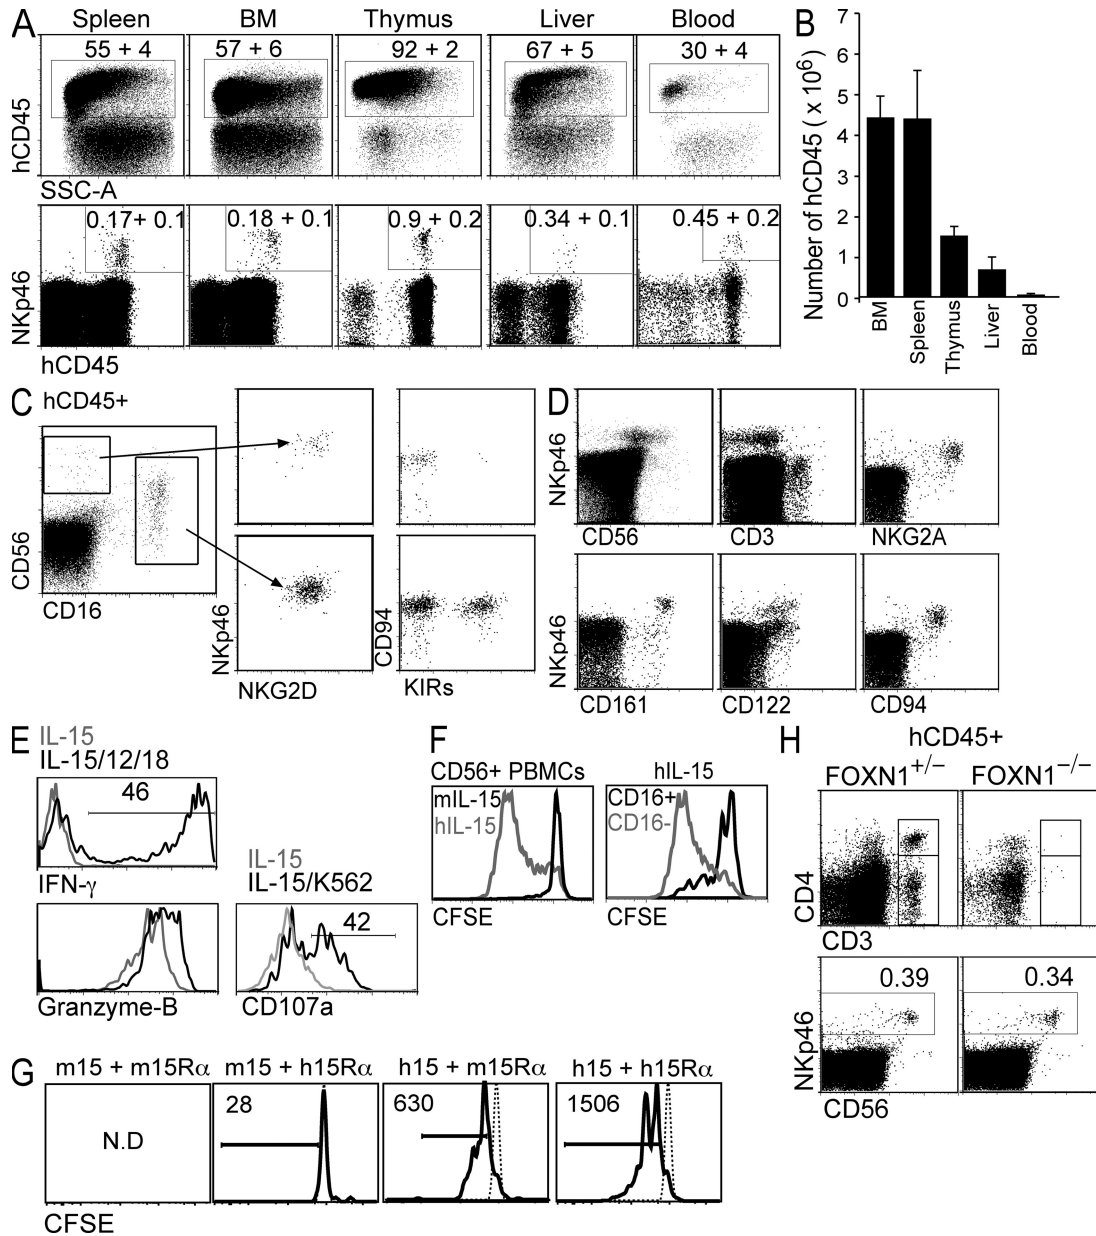 A
Spleen BM Thymus Liver Blood
55 + 4 57 + 6 92 + 2 67 + 5 30 + 4
hCD45
SSC-A
0.17+ 0.1 0.18 + 0.1 0.9 + 0.2 0.34 + 0.1 0.45 + 0.2
NKp46
hCD45
B
Number of hCD45 ( x 10⁶)
7
6
5
4
3
2
1
0
BM Spleen Thymus Liver Blood
C
hCD45+
CD56
CD16
NKp46
NKG2D
CD94
KIRs
D
NKp46
CD56 CD3 NKG2A
NKp46
CD161 CD122 CD94
E
IL-15
IL-15/12/18
46
IFN-γ
Granzyme-B
IL-15
IL-15/K562
42
CD107a
F
CD56+ PBMCs hIL-15
mIL-15 CD16+
hIL-15 CD16-
CFSE CFSE
G
m15 + m15Rα m15 + h15Rα h15 + m15Rα h15 + h15Rα
N.D 28 630 1506
CFSE
H
hCD45+
FOXN1⁺/⁻ FOXN1⁻/⁻
CD4
CD3
0.39 0.34
NKp46
CD56